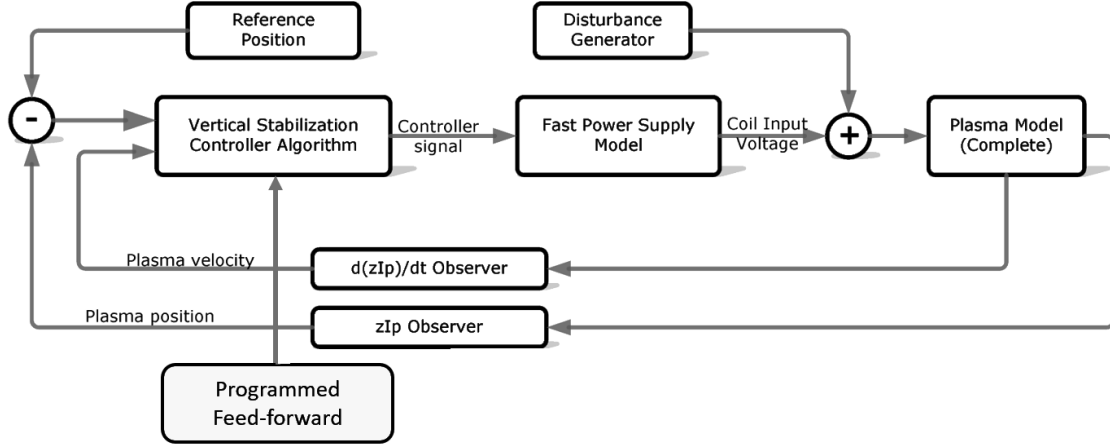 Reference
Position
Disturbance
Generator
-
Vertical Stabilization
Controller Algorithm
Controller
signal
Fast Power Supply
Model
Coil Input
Voltage
+
Plasma Model
(Complete)
Plasma velocity
d(zIp)/dt Observer
Plasma position
zIp Observer
Programmed
Feed-forward